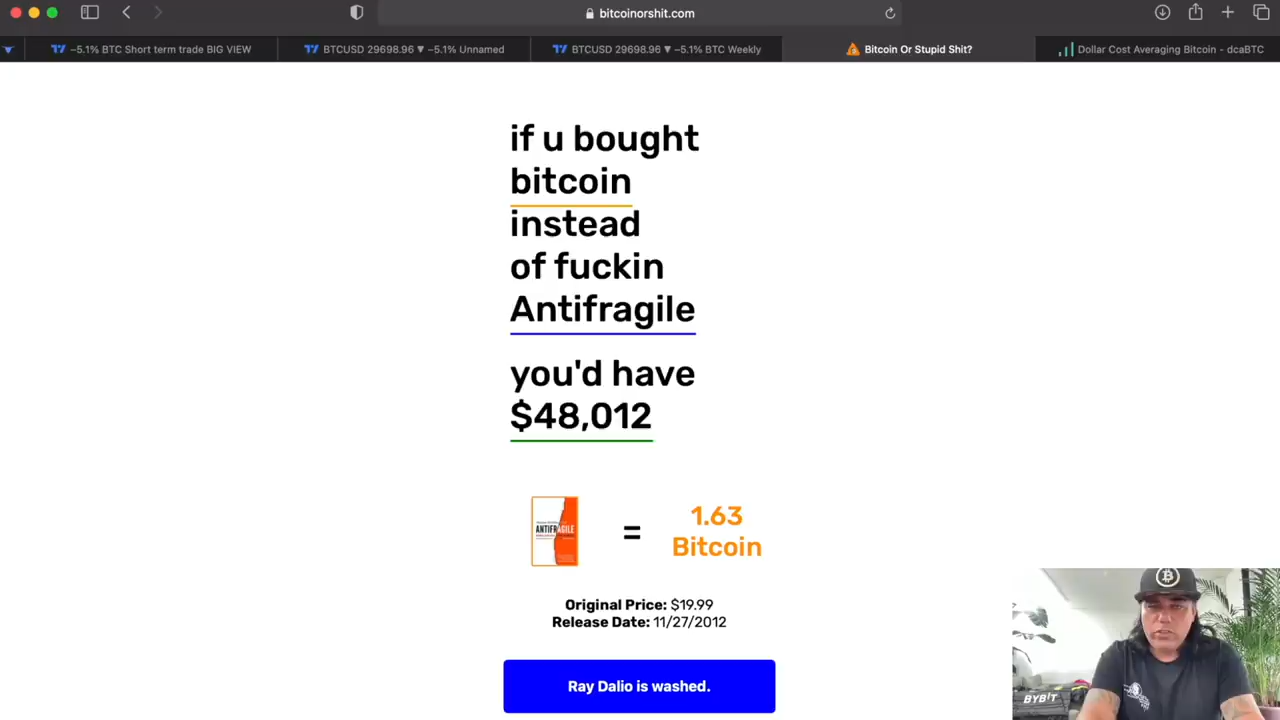 bitcoinorshit.com
−5.1% BTC Short term trade BIG VIEW
BTCUSD 29698.96 ▼ −5.1% Unnamed
BTCUSD 29698.96 ▼ −5.1% BTC Weekly
Bitcoin Or Stupid Shit?
Dollar Cost Averaging Bitcoin - dcaBTC
if u bought
bitcoin
instead
of fuckin
Antifragile
you'd have
$48,012
ANTIFRAGILE
=
1.63
Bitcoin
Original Price: $19.99
Release Date: 11/27/2012
Ray Dalio is washed.
BYBIT